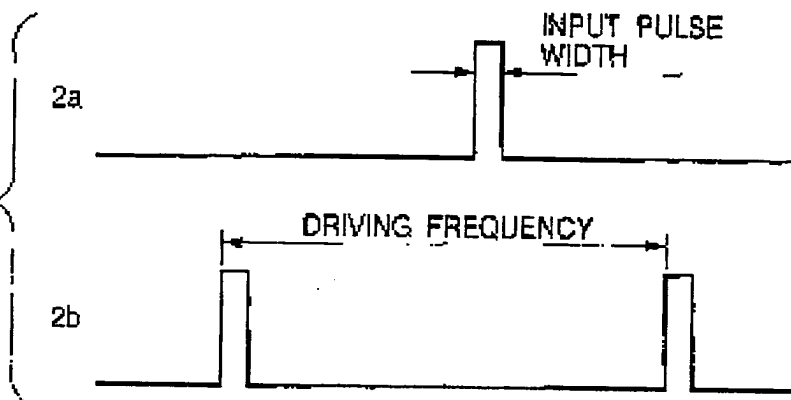 INPUT PULSE
WIDTH
2a
DRIVING FREQUENCY
2b